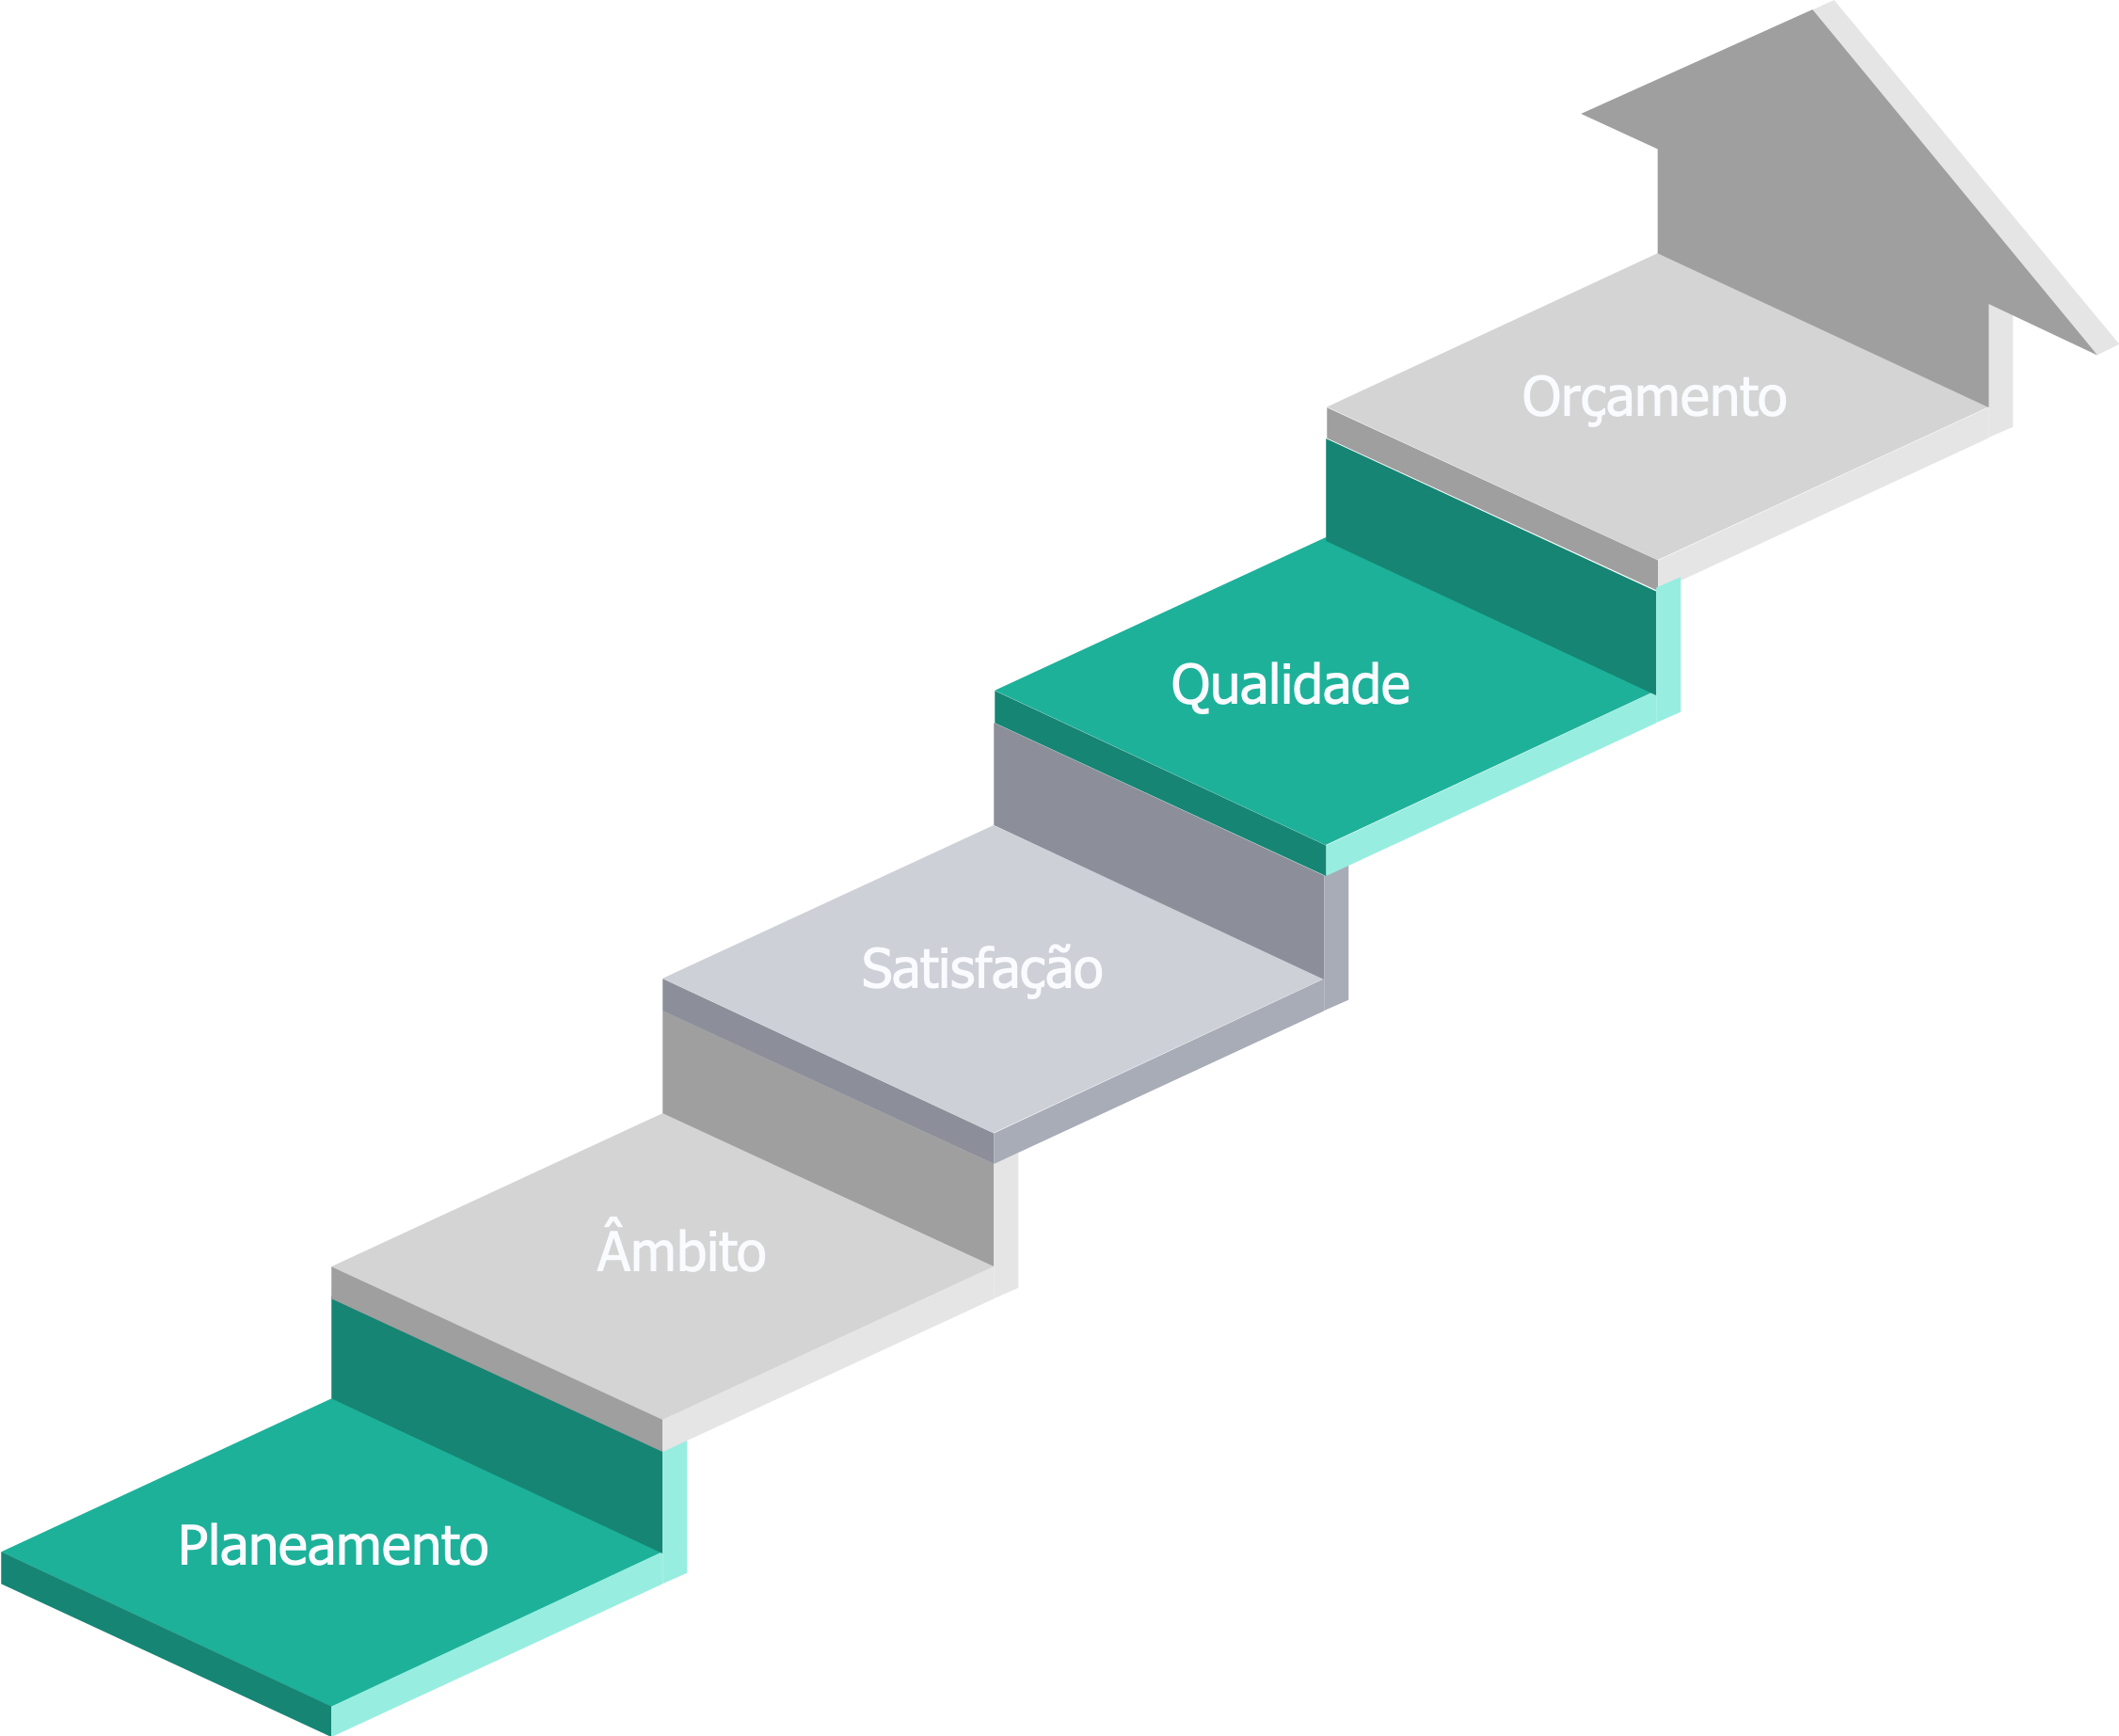 Orçamento
Qualidade
Satisfação
Âmbito
Planeamento